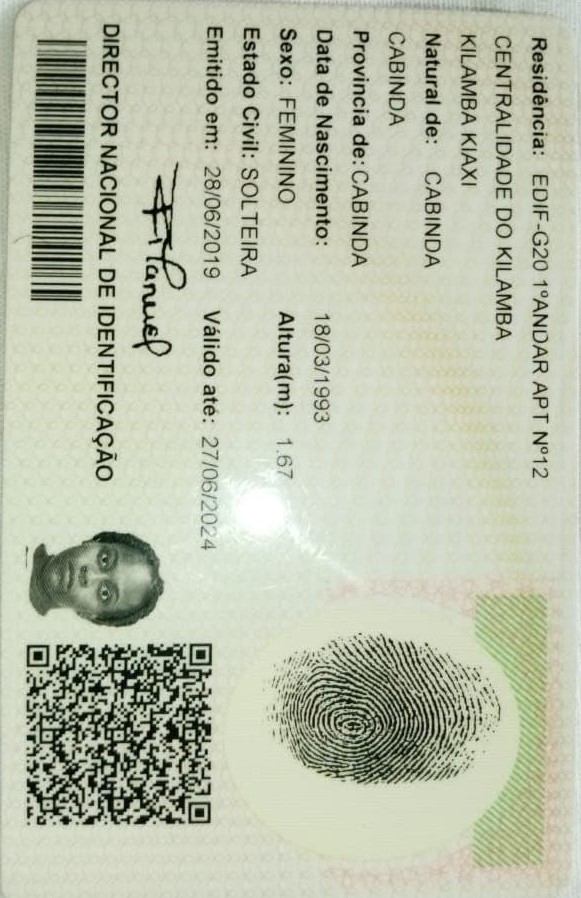 Residência: EDIF-G20 1ºANDAR APT Nº12
CENTRALIDADE DO KILAMBA
KILAMBA KIAXI
Natural de: CABINDA
CABINDA
Provincia de: CABINDA
Data de Nascimento: 18/03/1993
Sexo: FEMININO Altura(m): 1.67
Estado Civil: SOLTEIRA
Emitido em: 28/06/2019 Válido até: 27/06/2024
DIRECTOR NACIONAL DE IDENTIFICAÇÃO